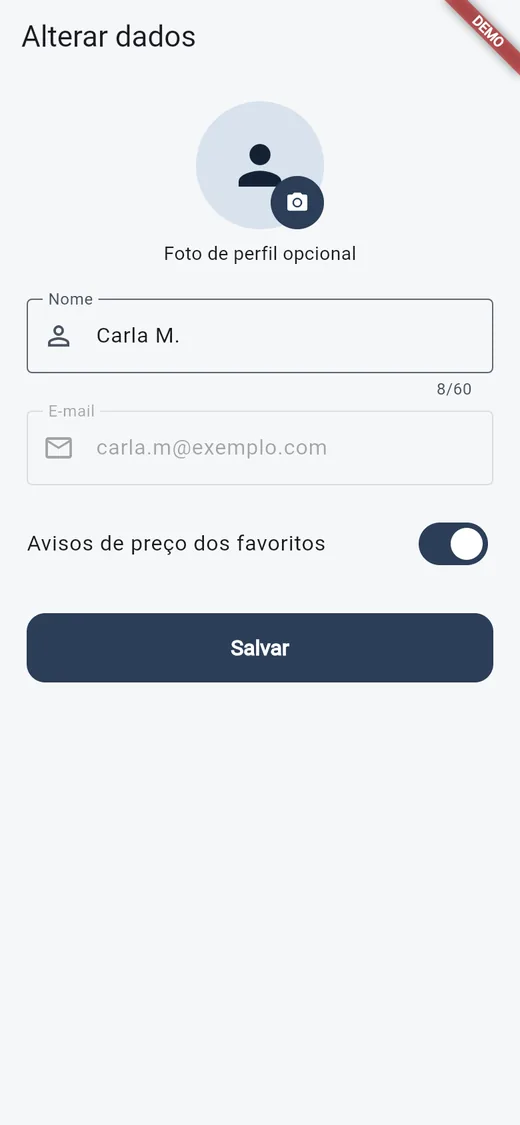 Alterar dados
DEMO
Foto de perfil opcional
Nome
Carla M.
8/60
E-mail
carla.m@exemplo.com
Avisos de preço dos favoritos
Salvar